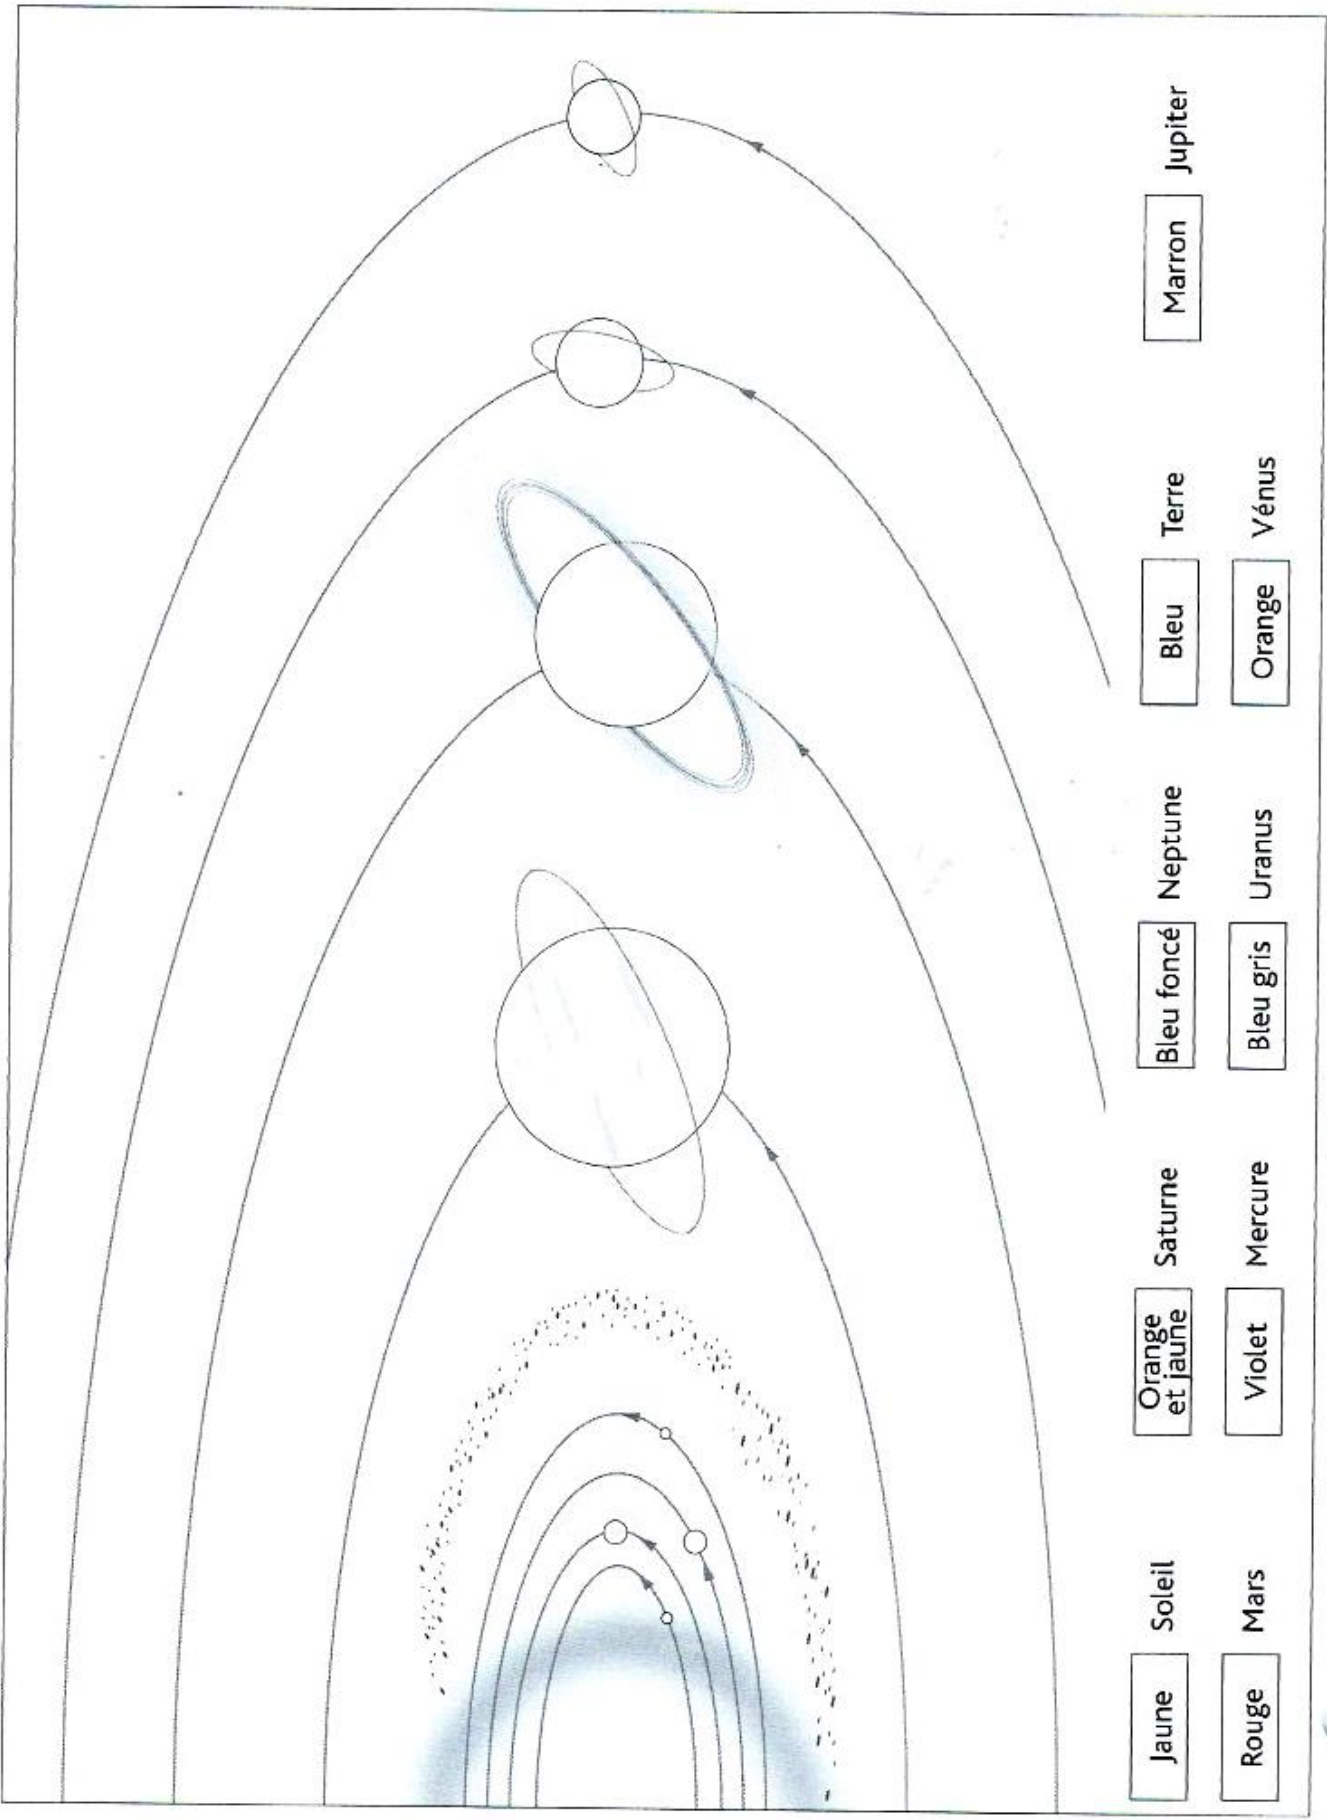 Jaune Soleil
Orange
et jaune Saturne
Bleu foncé Neptune
Bleu Terre
Marron Jupiter
Rouge Mars
Violet Mercure
Bleu gris Uranus
Orange Vénus